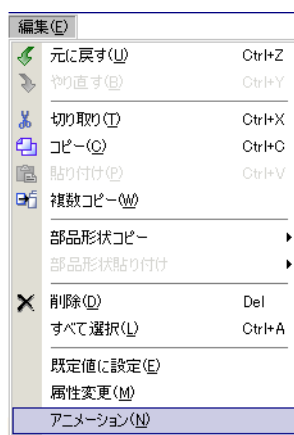 編集(E)
元に戻す(U) Ctrl+Z
やり直す(B) Ctrl+Y
切り取り(T) Ctrl+X
コピー(C) Ctrl+C
貼り付け(P) Ctrl+V
複数コピー(W)
部品形状コピー
部品形状貼り付け
削除(D) Del
すべて選択(L) Ctrl+A
既定値に設定(E)
属性変更(M)
アニメーション(N)